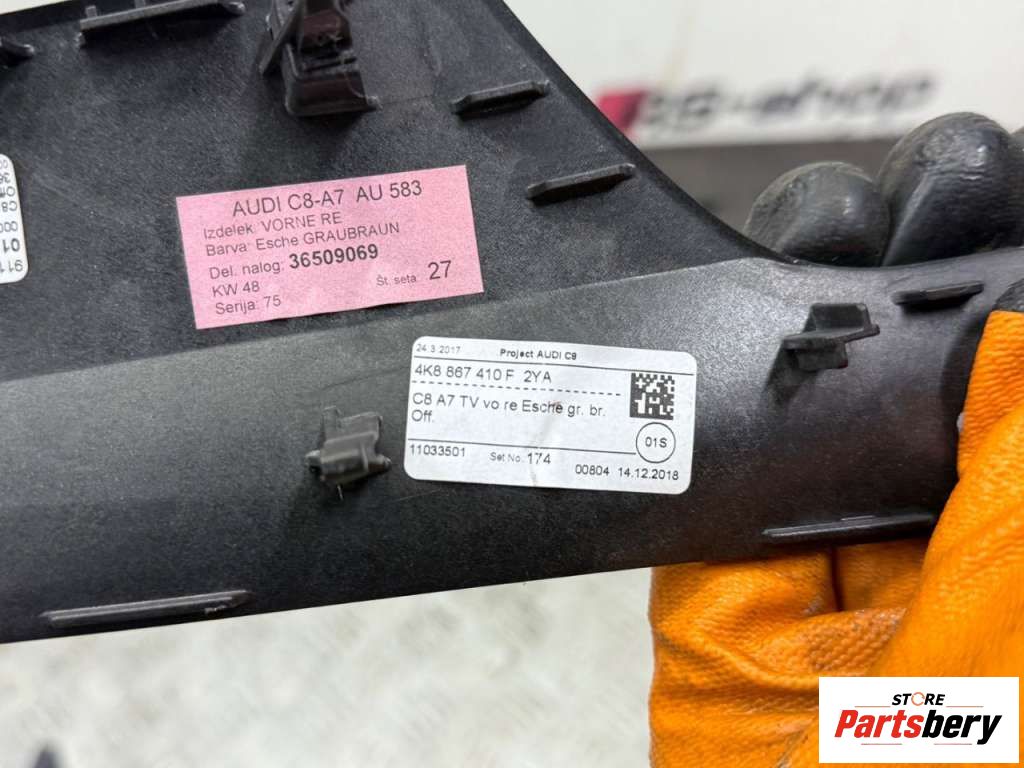 RS-shop
AUDI C8-A7 AU 583
Izdelek: VORNE RE
Barva: Esche GRAUBRAUN
Del. nalog: 36509069
KW 48
Št. seta: 27
Serija: 75
24.3.2017 Project AUDI C8
4K8 867 410 F 2YA
C8 A7 TV vo re Esche gr. br.
Off.
01S
11033501 Set No. 174
00804 14.12.2018
STORE
Partsbery